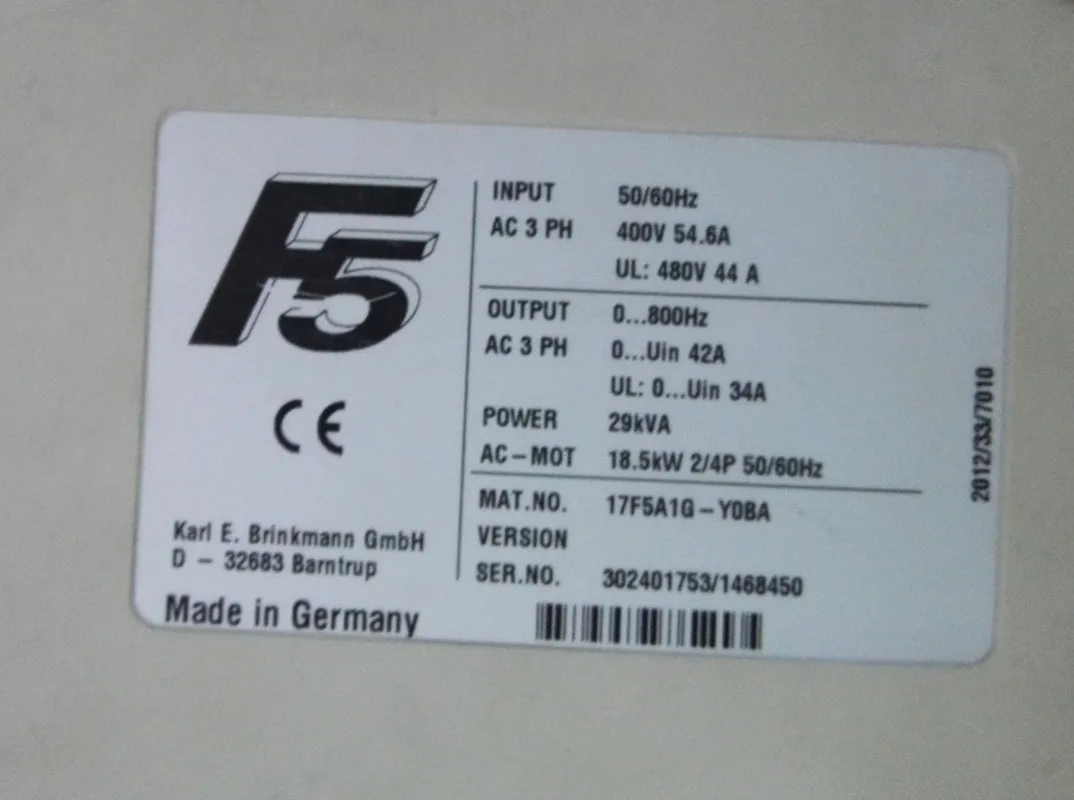 F5
CE
Karl E. Brinkmann GmbH
D – 32683 Barntrup
Made in Germany
INPUT 50/60Hz
AC 3 PH 400V 54.6A
UL: 480V 44 A
OUTPUT 0...800Hz
AC 3 PH 0...Uin 42A
UL: 0...Uin 34A
POWER 29kVA
AC–MOT 18.5kW 2/4P 50/60Hz
MAT.NO. 17F5A1G–Y0BA
VERSION
SER.NO. 302401753/1468450
2012/33/7010